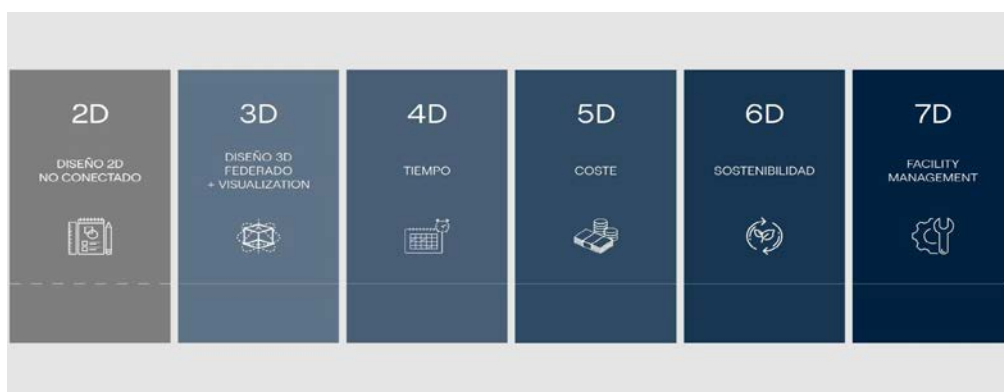 2D
DISEÑO 2D
NO CONECTADO
3D
DISEÑO 3D
FEDERADO
+ VISUALIZATION
4D
TIEMPO
5D
COSTE
6D
SOSTENIBILIDAD
7D
FACILITY
MANAGEMENT